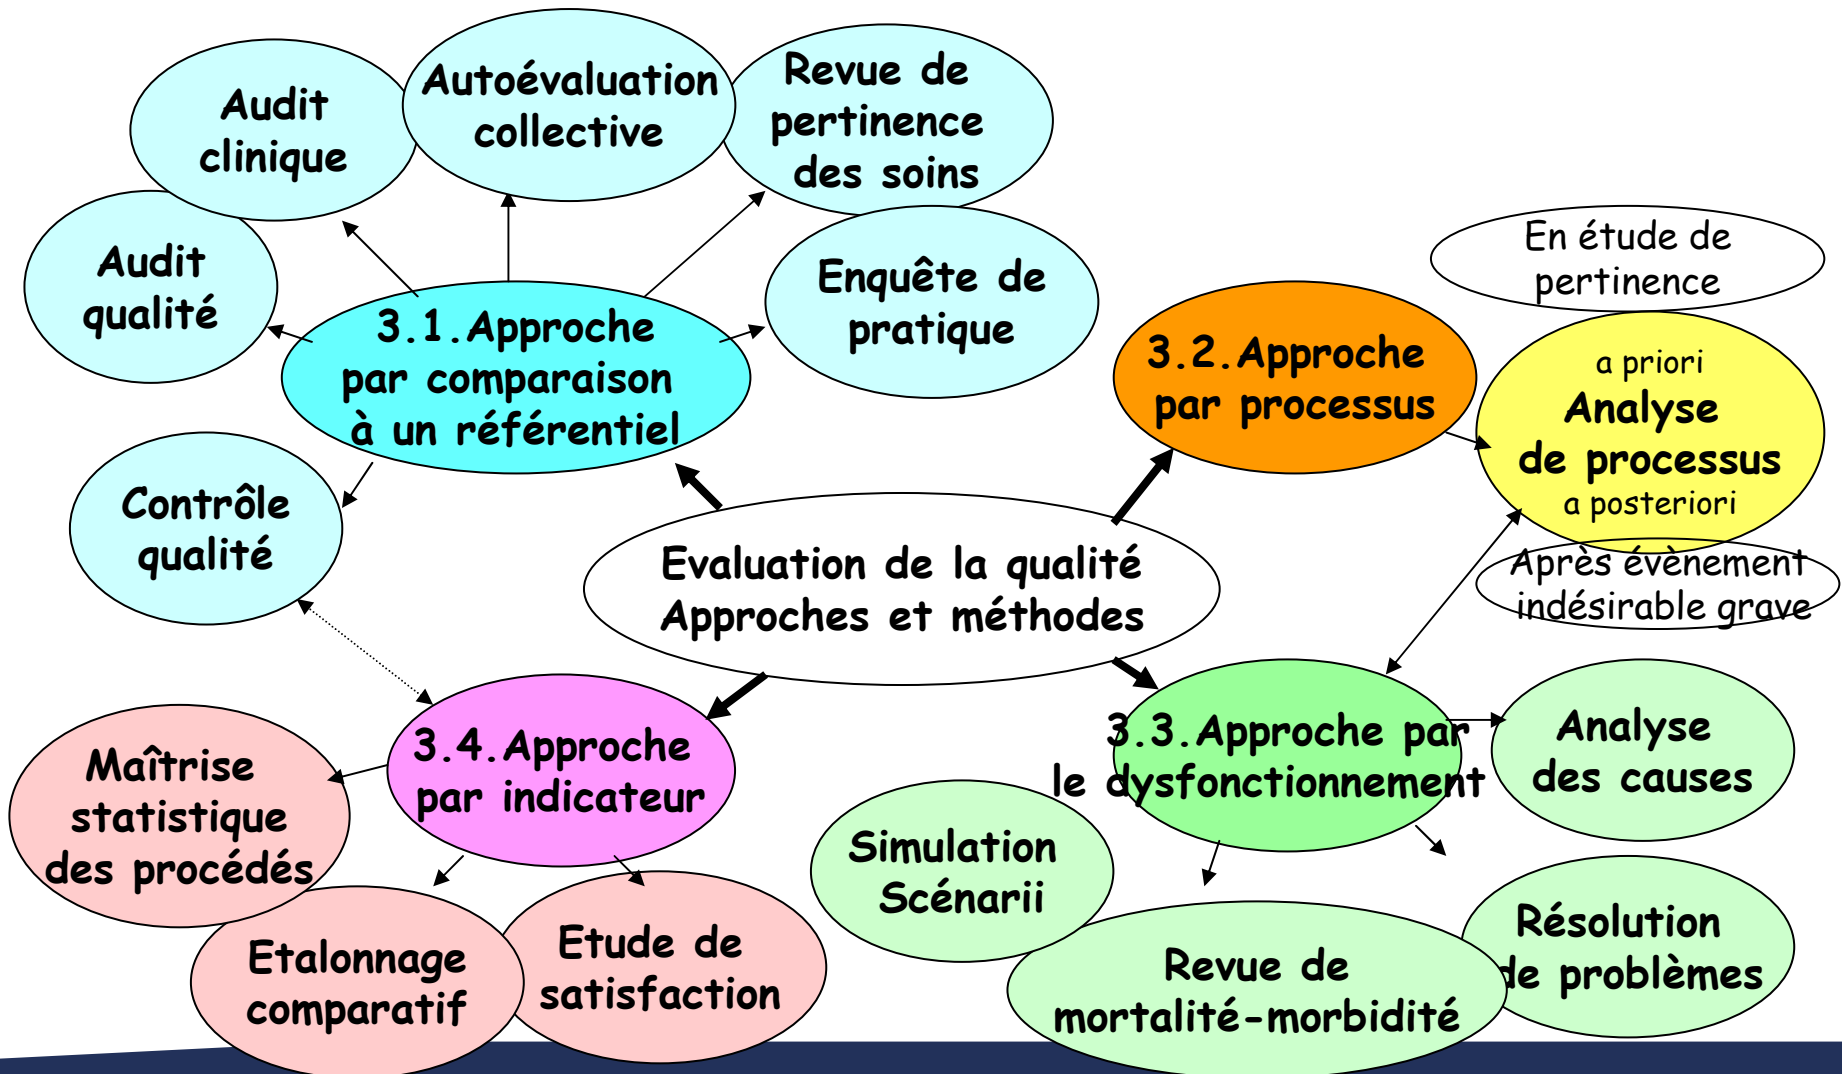 Audit
clinique
Autoévaluation
collective
Revue de
pertinence
des soins
Audit
qualité
Enquête de
pratique
3.1.Approche
par comparaison
à un référentiel
Contrôle
qualité
3.2.Approche
par processus
En étude de
pertinence
a priori
Analyse
de processus
a posteriori
Après évènement
indésirable grave
Evaluation de la qualité
Approches et méthodes
3.4.Approche
par indicateur
Maîtrise
statistique
des procédés
Etalonnage
comparatif
Etude de
satisfaction
3.3.Approche par
le dysfonctionnement
Analyse
des causes
Simulation
Scénarii
Revue de
mortalité-morbidité
Résolution
de problèmes